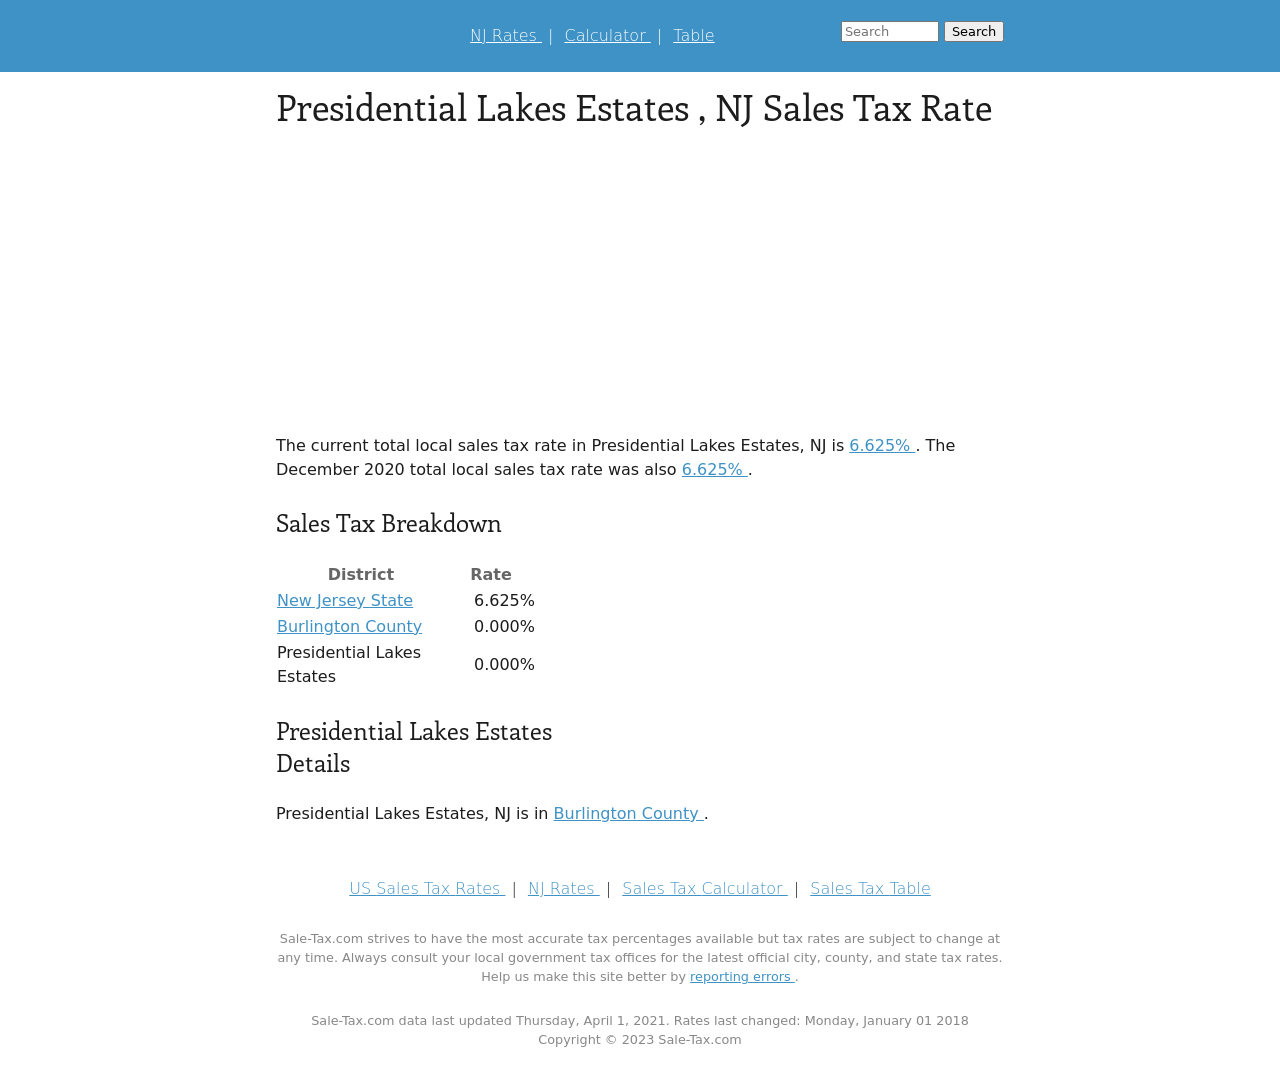 NJ Rates | Calculator | Table
Search Search
Presidential Lakes Estates , NJ Sales Tax Rate
The current total local sales tax rate in Presidential Lakes Estates, NJ is 6.625% . The
December 2020 total local sales tax rate was also 6.625% .
Sales Tax Breakdown
District Rate
New Jersey State 6.625%
Burlington County 0.000%
Presidential Lakes
Estates 0.000%
Presidential Lakes Estates
Details
Presidential Lakes Estates, NJ is in Burlington County .
US Sales Tax Rates | NJ Rates | Sales Tax Calculator | Sales Tax Table
Sale-Tax.com strives to have the most accurate tax percentages available but tax rates are subject to change at
any time. Always consult your local government tax offices for the latest official city, county, and state tax rates.
Help us make this site better by reporting errors .
Sale-Tax.com data last updated Thursday, April 1, 2021. Rates last changed: Monday, January 01 2018
Copyright © 2023 Sale-Tax.com